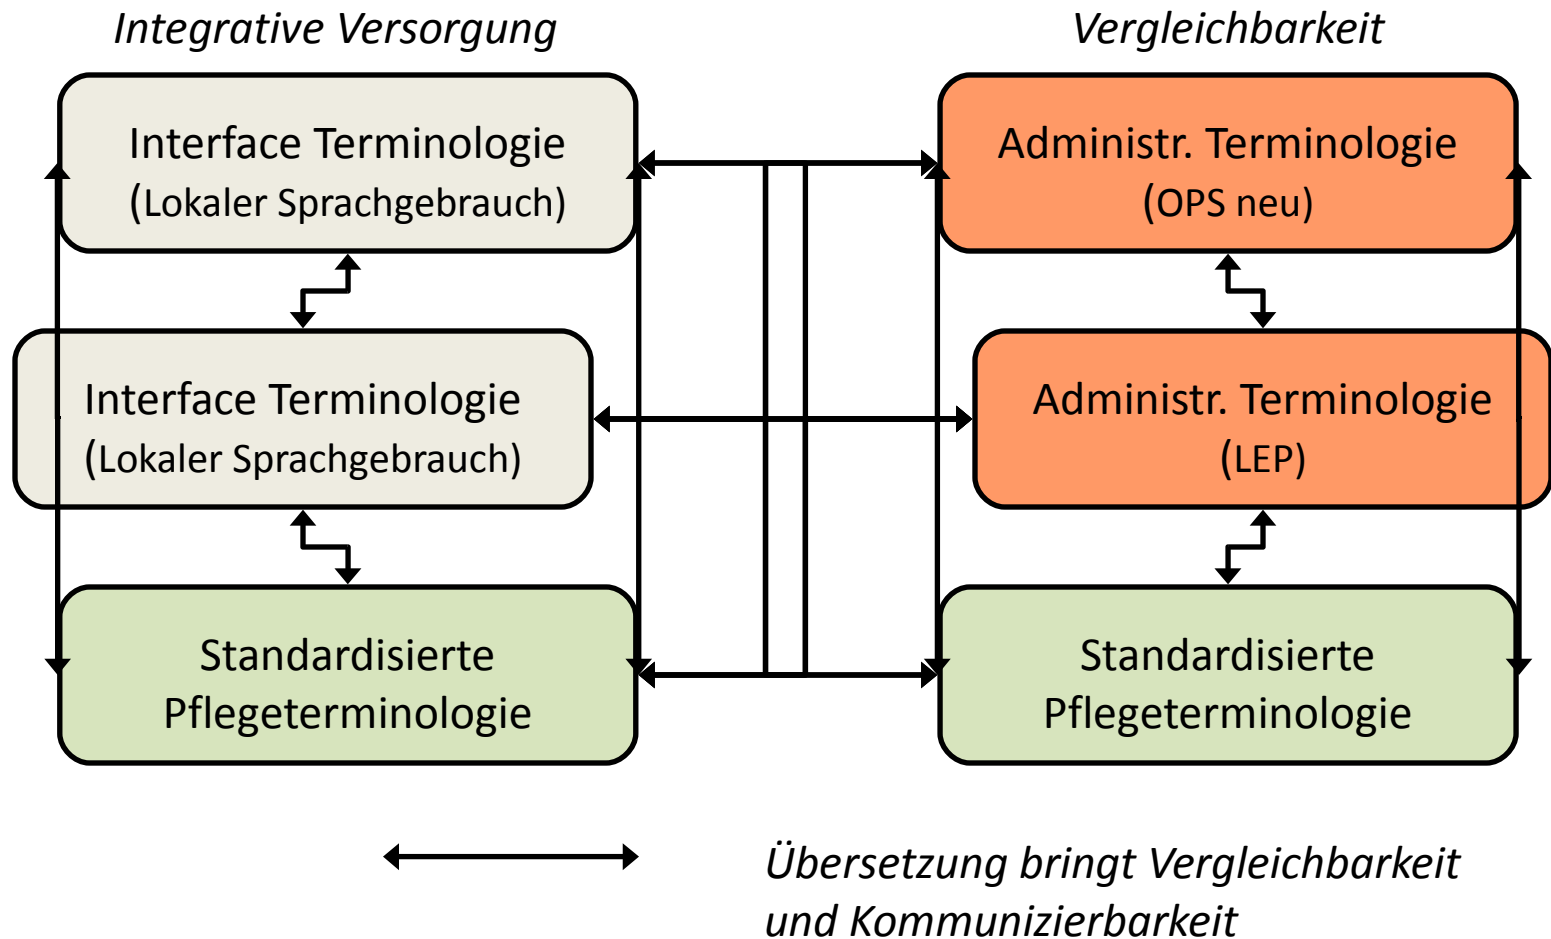 Integrative Versorgung
Vergleichbarkeit
Interface Terminologie
(Lokaler Sprachgebrauch)
Administr. Terminologie
(OPS neu)
Interface Terminologie
(Lokaler Sprachgebrauch)
Administr. Terminologie
(LEP)
Standardisierte
Pflegeterminologie
Standardisierte
Pflegeterminologie
Übersetzung bringt Vergleichbarkeit
und Kommunizierbarkeit